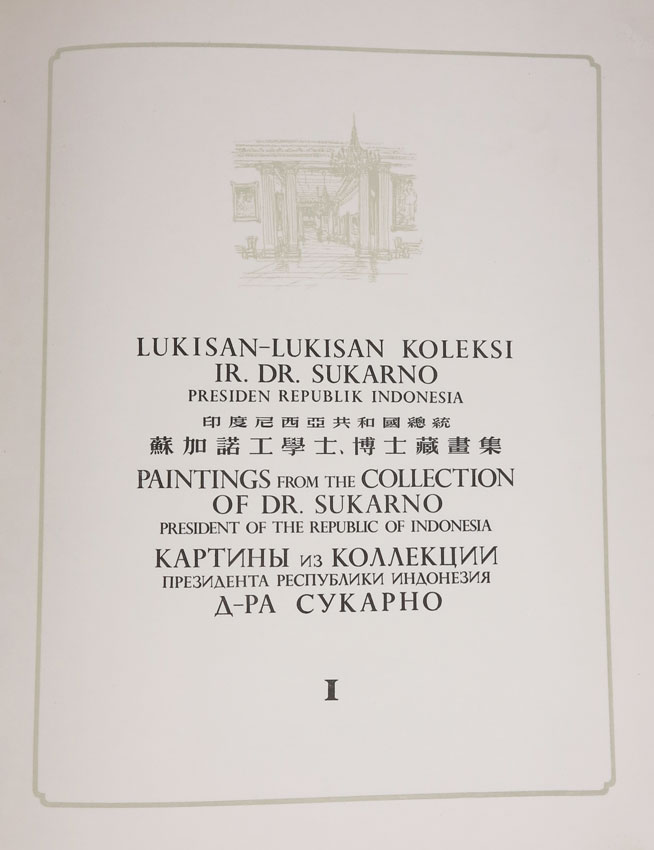 LUKISAN-LUKISAN KOLEKSI
IR. DR. SUKARNO
PRESIDEN REPUBLIK INDONESIA
印度尼西亞共和國總統
蘇加諾工學士、博士藏畫集
PAINTINGS FROM THE COLLECTION
OF DR. SUKARNO
PRESIDENT OF THE REPUBLIC OF INDONESIA
КАРТИНЫ ИЗ КОЛЛЕКЦИИ
ПРЕЗИДЕНТА РЕСПУБЛИКИ ИНДОНЕЗИЯ
Д-РА СУКАРНО
I